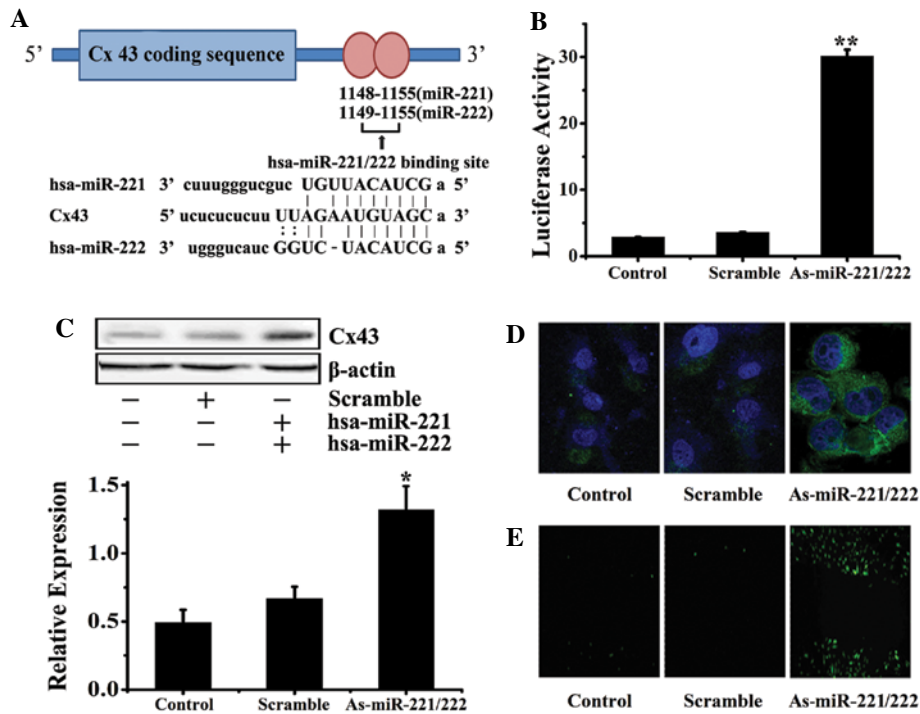 A
5’ Cx 43 coding sequence 3’
1148-1155(miR-221)
1149-1155(miR-222)
hsa-miR-221/222 binding site
hsa-miR-221 3’ cuuugggucguc UGUUACAUCG a 5’
Cx43 5’ ucucucucuu UUAGAAUGUAGC a 3’
hsa-miR-222 3’ ugggucauc GGUC-UACAUCG a 5’
B
Luciferase Activity
30
20
10
0
**
Control Scramble As-miR-221/222
C
Cx43
β-actin
— + — Scramble
— — + hsa-miR-221
— — + hsa-miR-222
Relative Expression
1.5
1.0
0.5
0.0
*
Control Scramble As-miR-221/222
D
Control Scramble As-miR-221/222
E
Control Scramble As-miR-221/222